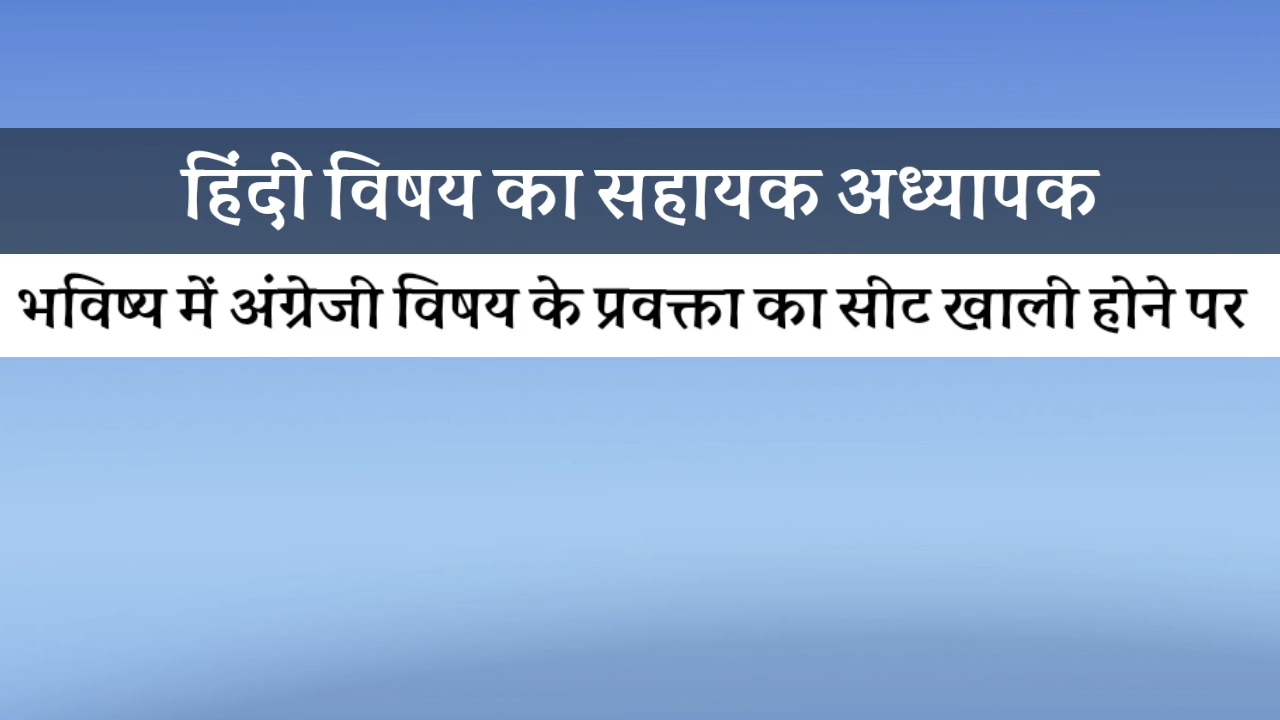 हिंदी विषय का सहायक अध्यापक
भविष्य में अंग्रेजी विषय के प्रवक्ता का सीट खाली होने पर